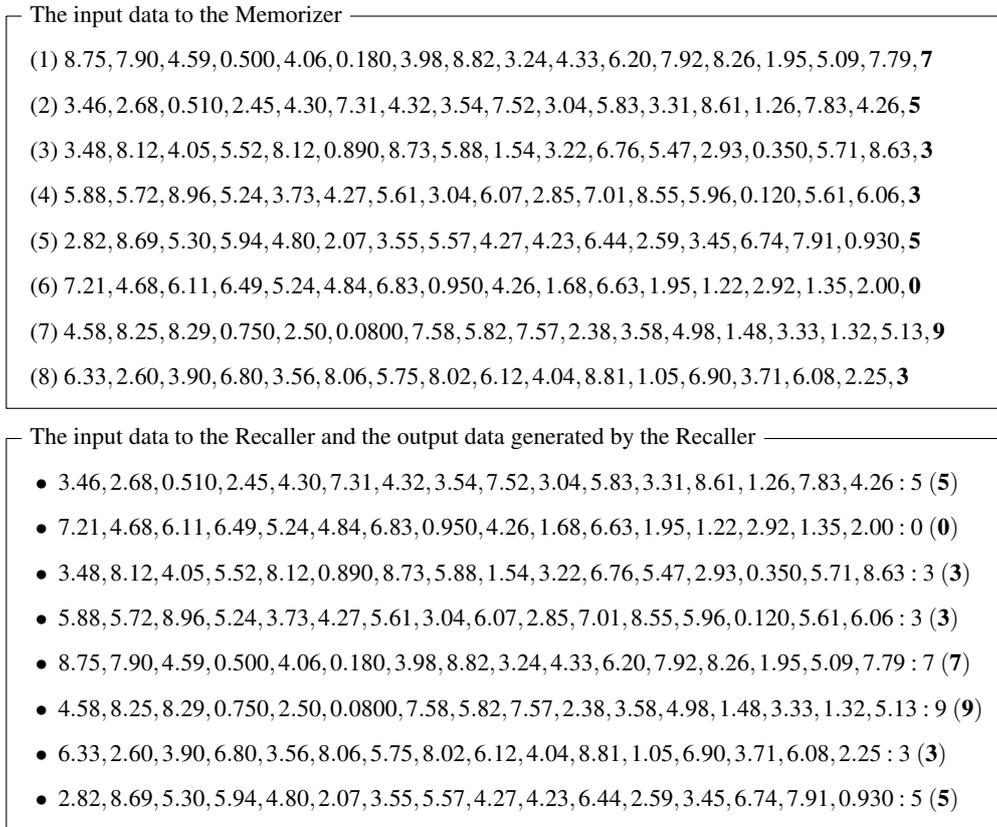 The input data to the Memorizer
(1) 8.75,7.90,4.59,0.500,4.06,0.180,3.98,8.82,3.24,4.33,6.20,7.92,8.26,1.95,5.09,7.79,7
(2) 3.46,2.68,0.510,2.45,4.30,7.31,4.32,3.54,7.52,3.04,5.83,3.31,8.61,1.26,7.83,4.26,5
(3) 3.48,8.12,4.05,5.52,8.12,0.890,8.73,5.88,1.54,3.22,6.76,5.47,2.93,0.350,5.71,8.63,3
(4) 5.88,5.72,8.96,5.24,3.73,4.27,5.61,3.04,6.07,2.85,7.01,8.55,5.96,0.120,5.61,6.06,3
(5) 2.82,8.69,5.30,5.94,4.80,2.07,3.55,5.57,4.27,4.23,6.44,2.59,3.45,6.74,7.91,0.930,5
(6) 7.21,4.68,6.11,6.49,5.24,4.84,6.83,0.950,4.26,1.68,6.63,1.95,1.22,2.92,1.35,2.00,0
(7) 4.58,8.25,8.29,0.750,2.50,0.0800,7.58,5.82,7.57,2.38,3.58,4.98,1.48,3.33,1.32,5.13,9
(8) 6.33,2.60,3.90,6.80,3.56,8.06,5.75,8.02,6.12,4.04,8.81,1.05,6.90,3.71,6.08,2.25,3
The input data to the Recaller and the output data generated by the Recaller
• 3.46,2.68,0.510,2.45,4.30,7.31,4.32,3.54,7.52,3.04,5.83,3.31,8.61,1.26,7.83,4.26 : 5 (5)
• 7.21,4.68,6.11,6.49,5.24,4.84,6.83,0.950,4.26,1.68,6.63,1.95,1.22,2.92,1.35,2.00 : 0 (0)
• 3.48,8.12,4.05,5.52,8.12,0.890,8.73,5.88,1.54,3.22,6.76,5.47,2.93,0.350,5.71,8.63 : 3 (3)
• 5.88,5.72,8.96,5.24,3.73,4.27,5.61,3.04,6.07,2.85,7.01,8.55,5.96,0.120,5.61,6.06 : 3 (3)
• 8.75,7.90,4.59,0.500,4.06,0.180,3.98,8.82,3.24,4.33,6.20,7.92,8.26,1.95,5.09,7.79 : 7 (7)
• 4.58,8.25,8.29,0.750,2.50,0.0800,7.58,5.82,7.57,2.38,3.58,4.98,1.48,3.33,1.32,5.13 : 9 (9)
• 6.33,2.60,3.90,6.80,3.56,8.06,5.75,8.02,6.12,4.04,8.81,1.05,6.90,3.71,6.08,2.25 : 3 (3)
• 2.82,8.69,5.30,5.94,4.80,2.07,3.55,5.57,4.27,4.23,6.44,2.59,3.45,6.74,7.91,0.930 : 5 (5)